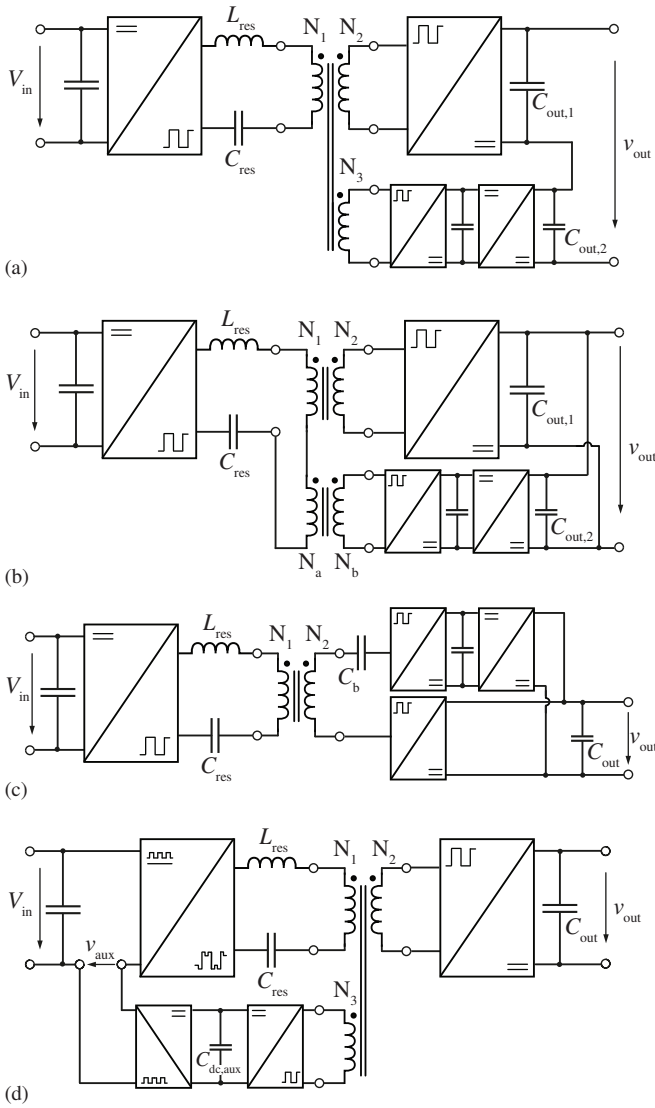 L_res N_1 N_2
V_in C_out,1 v_out
C_res
N_3
C_out,2
(a)
L_res N_1 N_2
V_in C_out,1 v_out
C_res
C_out,2
(b) N_a N_b
L_res N_1 N_2
V_in C_b
C_res C_out v_out
(c)
L_res N_1 N_2
V_in C_out v_out
v_aux
C_res
N_3
C_dc,aux
(d)